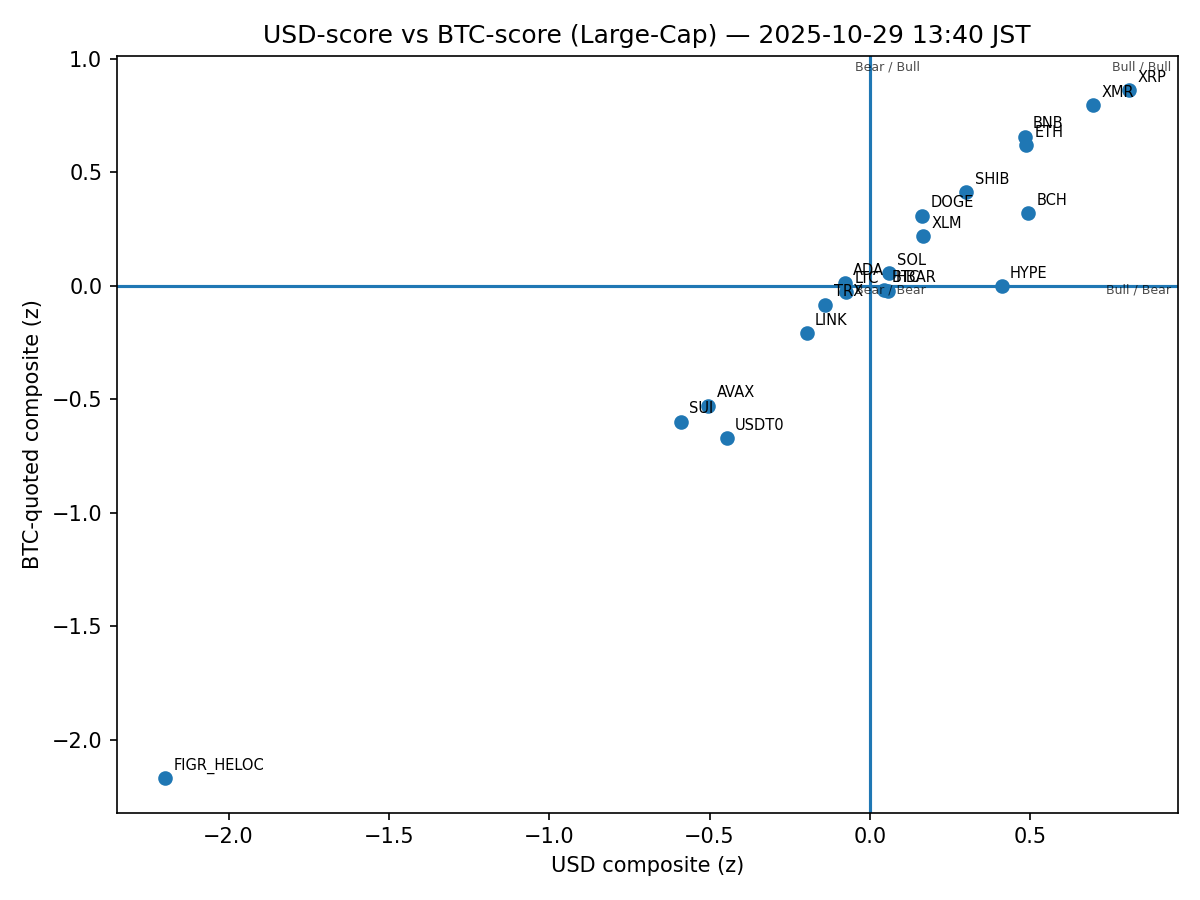 USD-score vs BTC-score (Large-Cap) — 2025-10-29 13:40 JST
BTC-quoted composite (z)
1.0
0.5
0.0
−0.5
−1.0
−1.5
−2.0
Bear / Bull
Bull / Bull
XRP
XMR
BNB
ETH
SHIB
BCH
DOGE
XLM
SOL
ADA
LTC
BTC
HBAR
HYPE
TRX
Bear / Bear
Bull / Bear
LINK
AVAX
SUI
USDT0
FIGR_HELOC
−2.0
−1.5
−1.0
−0.5
0.0
0.5
USD composite (z)